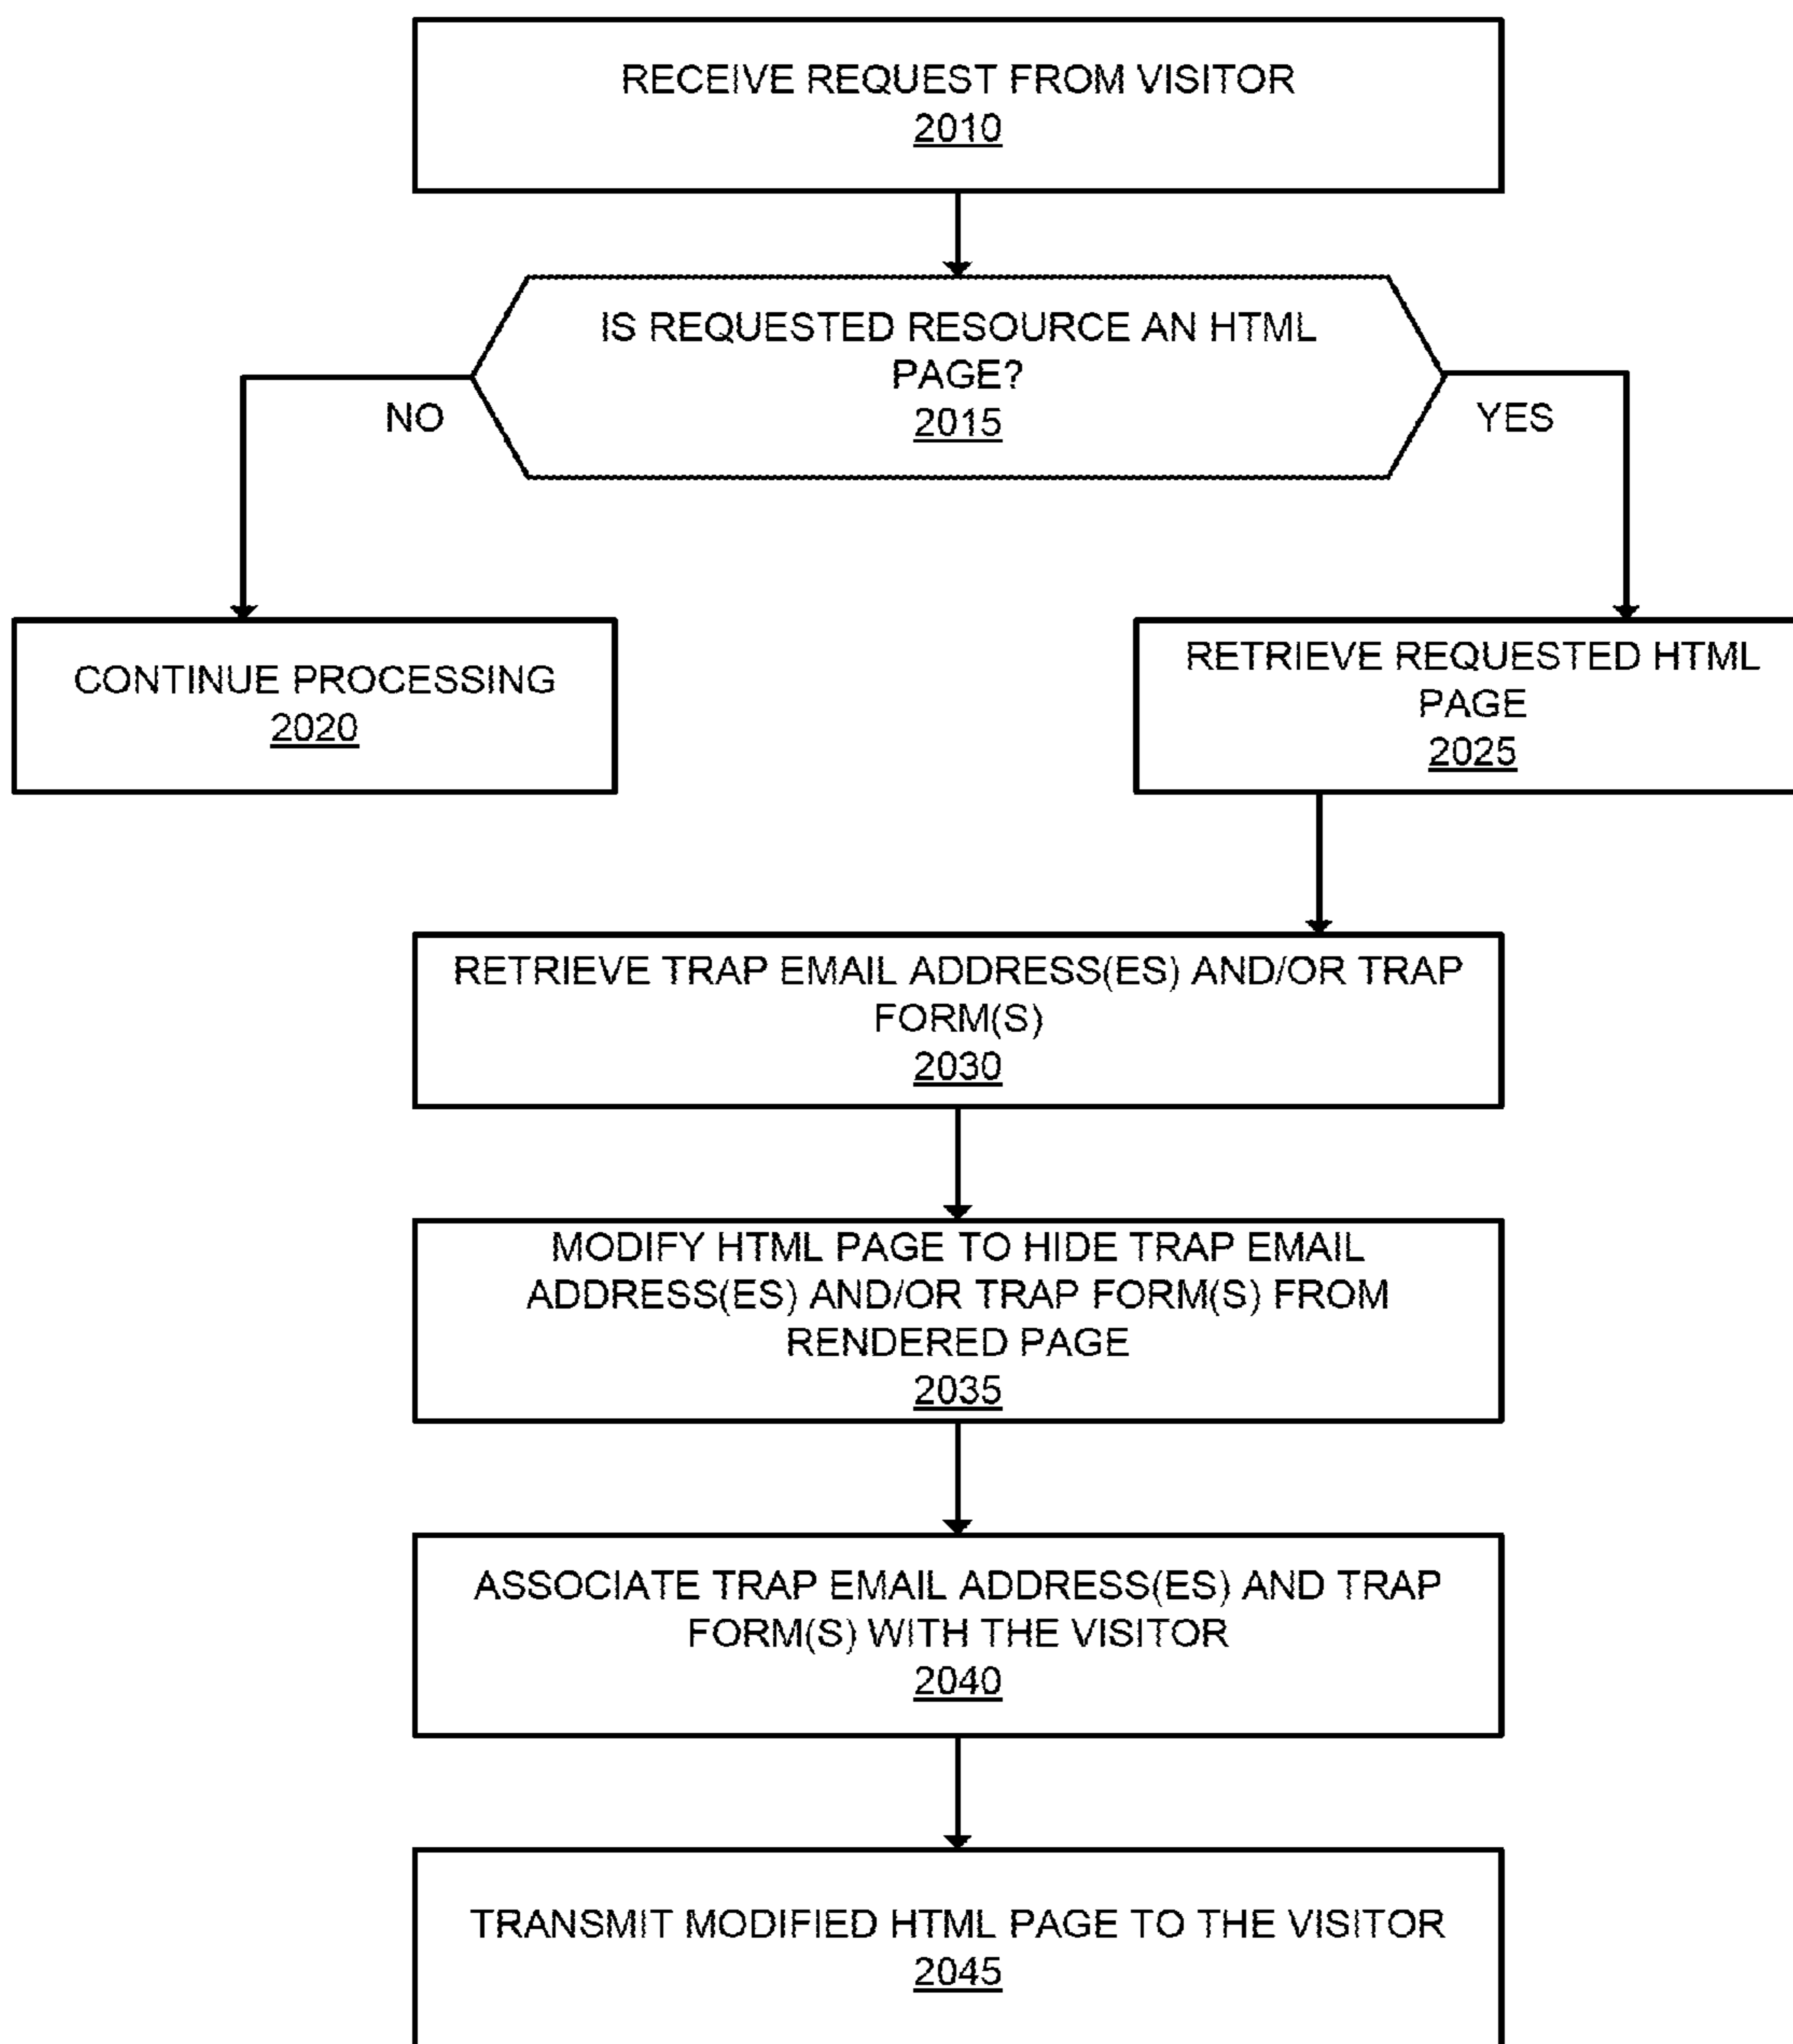 RECEIVE REQUEST FROM VISITOR
2010
IS REQUESTED RESOURCE AN HTML
PAGE?
2015
NO
YES
CONTINUE PROCESSING
2020
RETRIEVE REQUESTED HTML
PAGE
2025
RETRIEVE TRAP EMAIL ADDRESS(ES) AND/OR TRAP
FORM(S)
2030
MODIFY HTML PAGE TO HIDE TRAP EMAIL
ADDRESS(ES) AND/OR TRAP FORM(S) FROM
RENDERED PAGE
2035
ASSOCIATE TRAP EMAIL ADDRESS(ES) AND TRAP
FORM(S) WITH THE VISITOR
2040
TRANSMIT MODIFIED HTML PAGE TO THE VISITOR
2045